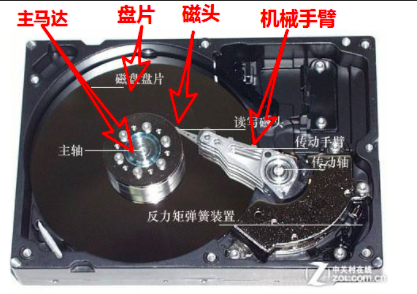 主马达
盘片
磁头
机械手臂
磁盘盘片
读写磁头
传动手臂
主轴
传动轴
反力矩弹簧装置
中关村在线
zol.com.cn